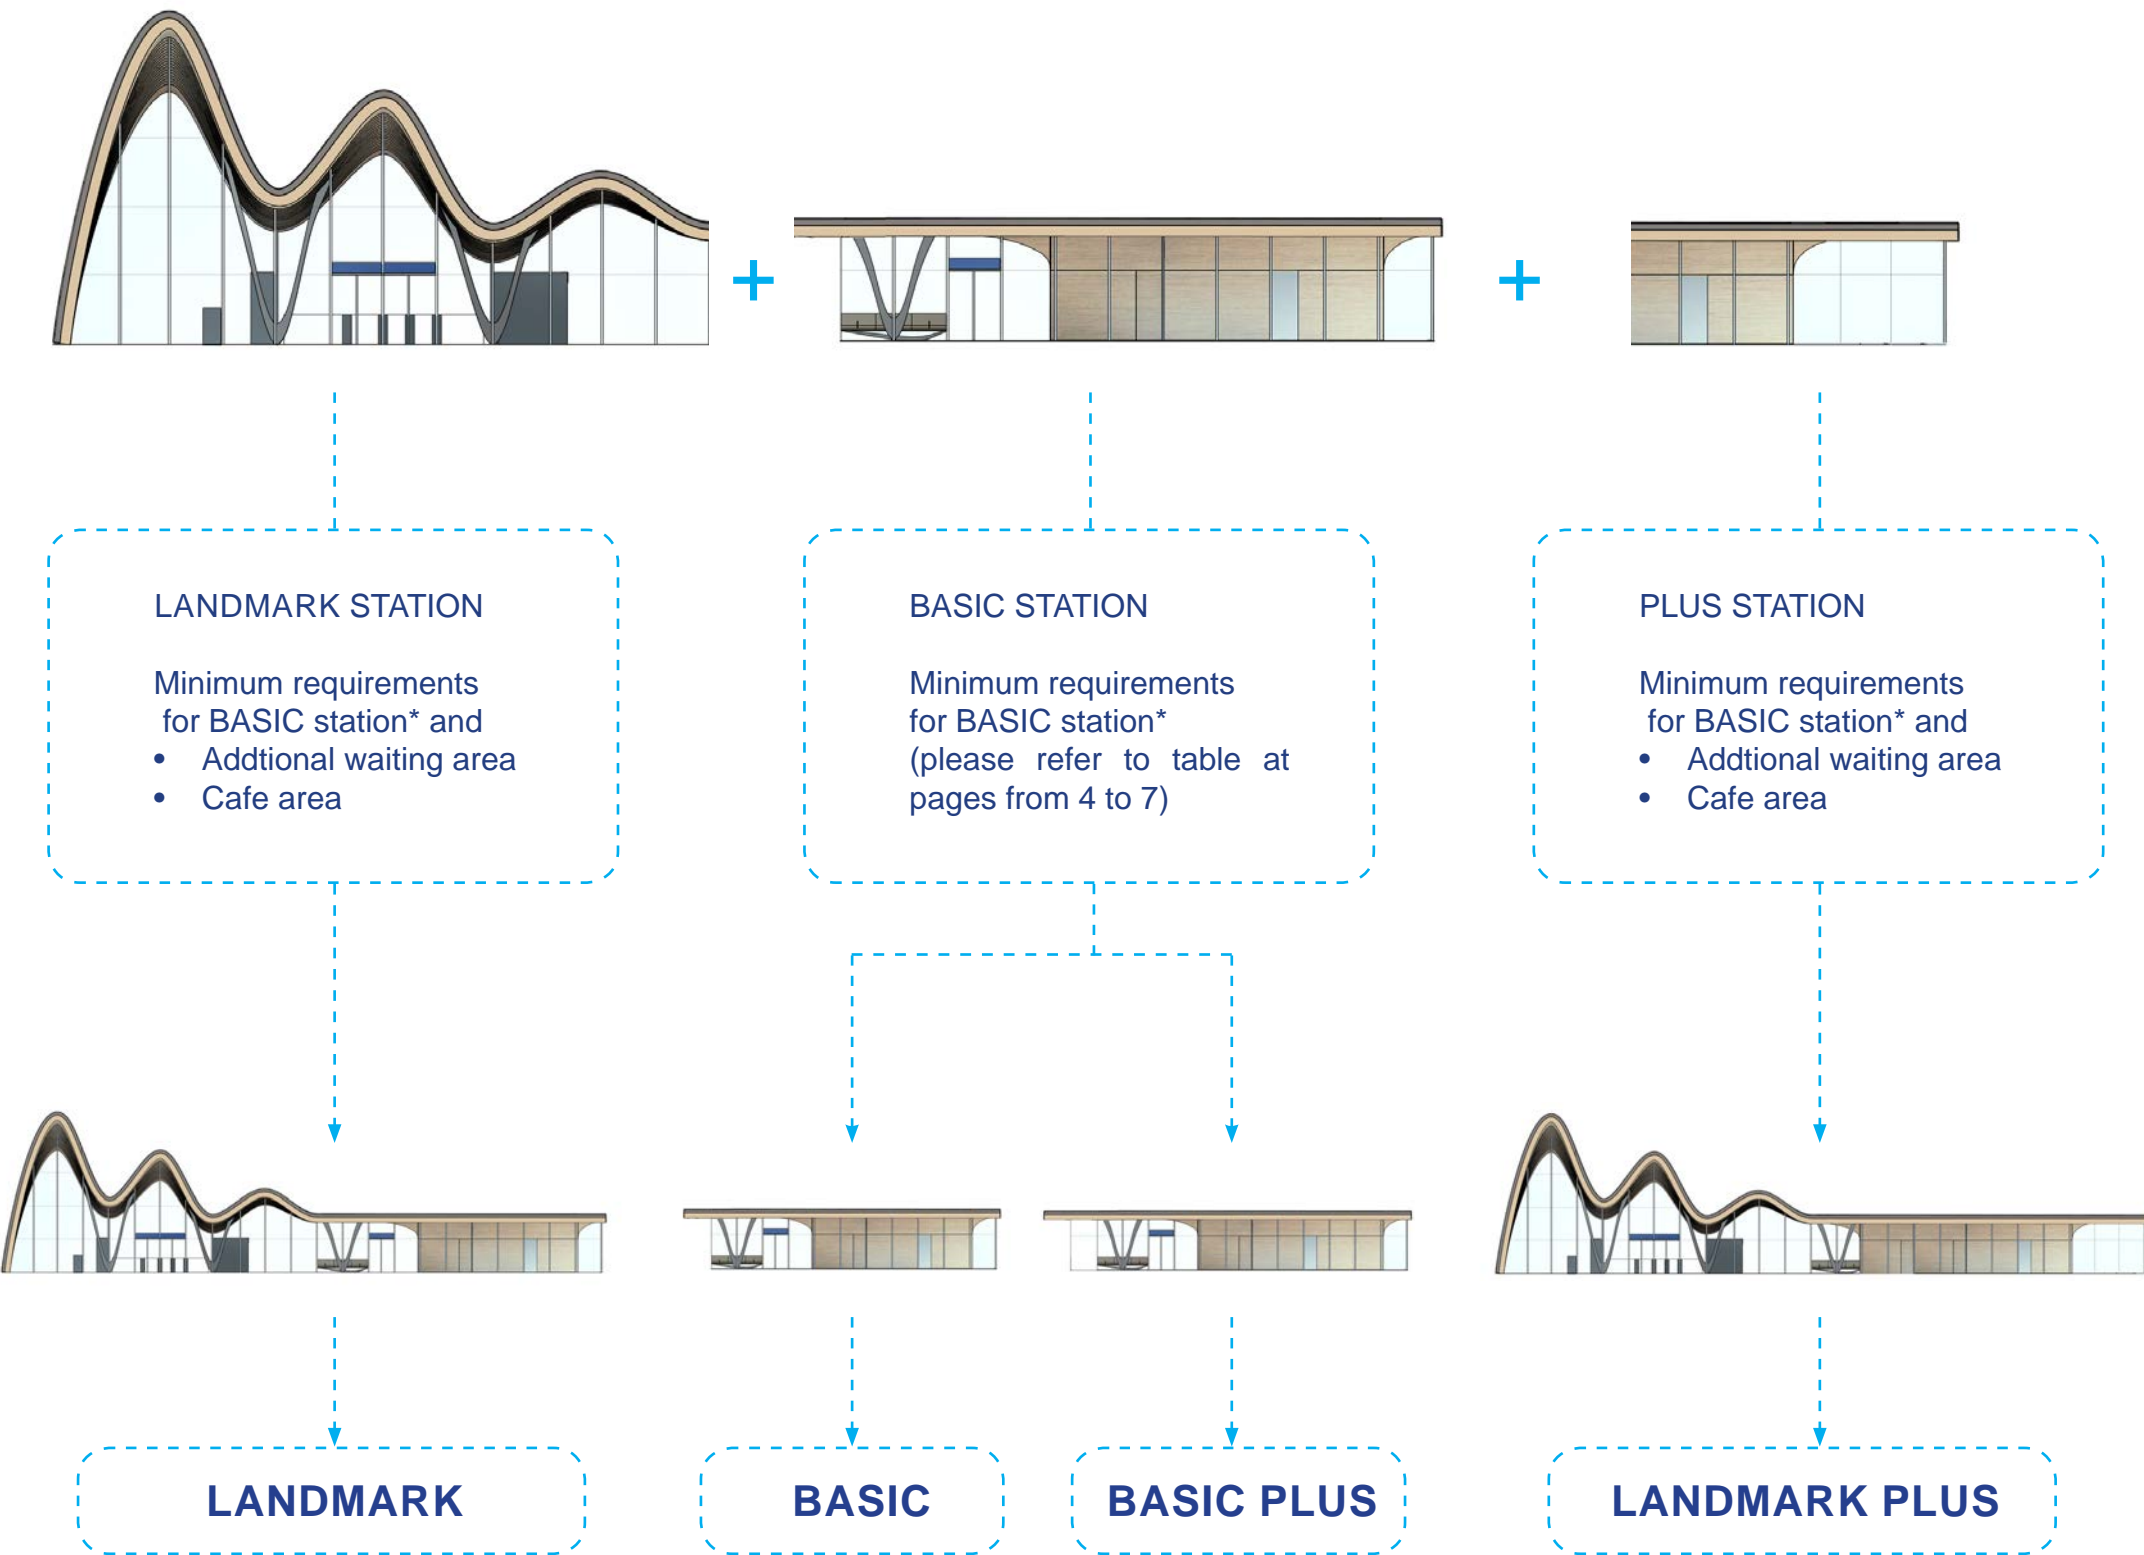 LANDMARK STATION
Minimum requirements
for BASIC station* and
• Addtional waiting area
• Cafe area
BASIC STATION
Minimum requirements
for BASIC station*
(please refer to table at
pages from 4 to 7)
PLUS STATION
Minimum requirements
for BASIC station* and
• Addtional waiting area
• Cafe area
LANDMARK
BASIC
BASIC PLUS
LANDMARK PLUS